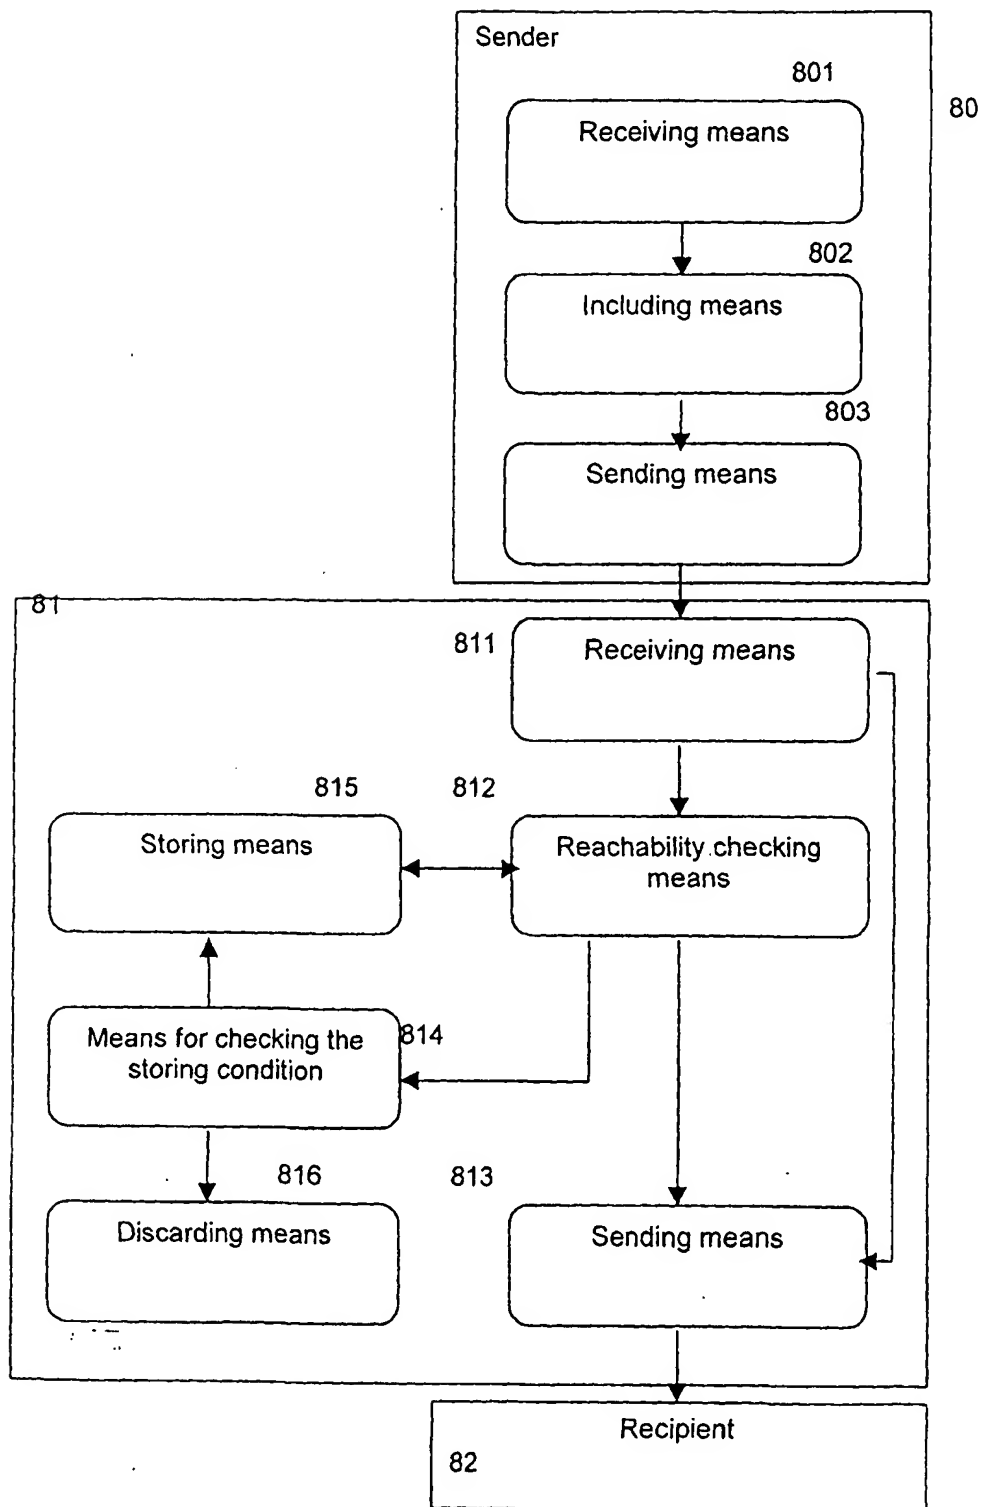 Sender
801
80
Receiving means
802
Including means
803
Sending means
81
811
Receiving means
815
812
Storing means
Reachability checking
means
Means for checking the
storing condition
814
816
813
Discarding means
Sending means
Recipient
82